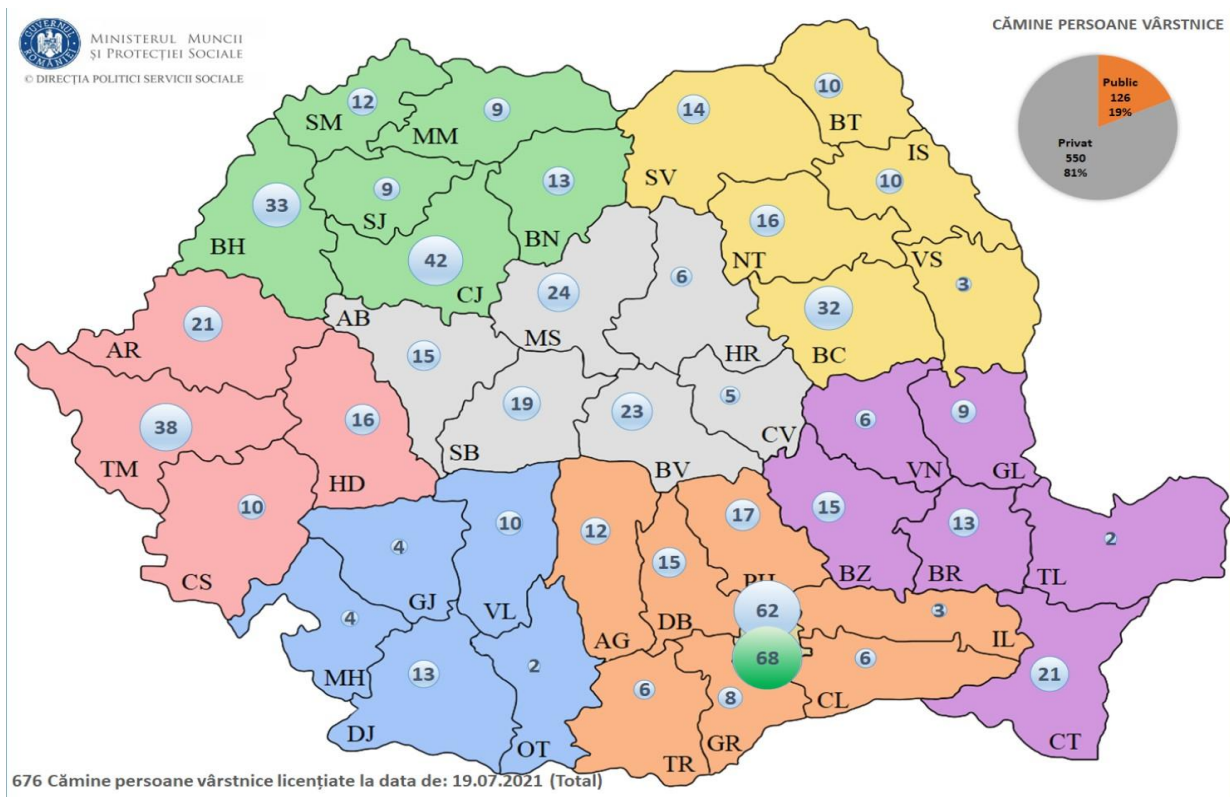 GUVERNUL ROMÂNIEI
MINISTERUL MUNCII
ȘI PROTECȚIEI SOCIALE
© DIRECȚIA POLITICI SERVICII SOCIALE
CĂMINE PERSOANE VÂRSTNICE
Public
126
19%
Privat
550
81%
12
SM
9
MM
14
SV
10
BT
IS
10
33
BH
9
SJ
13
BN
16
NT
VS
3
42
CJ
24
MS
6
HR
32
BC
21
AR
AB
15
19
SB
23
BV
5
CV
38
TM
16
HD
6
VN
9
GL
10
CS
4
GJ
10
VL
12
AG
15
DB
17
PH
15
BZ
13
BR
2
TL
62
68
3
IL
4
MH
13
DJ
2
OT
6
TR
8
GR
6
CL
21
CT
676 Cămine persoane vârstnice licențiate la data de: 19.07.2021 (Total)